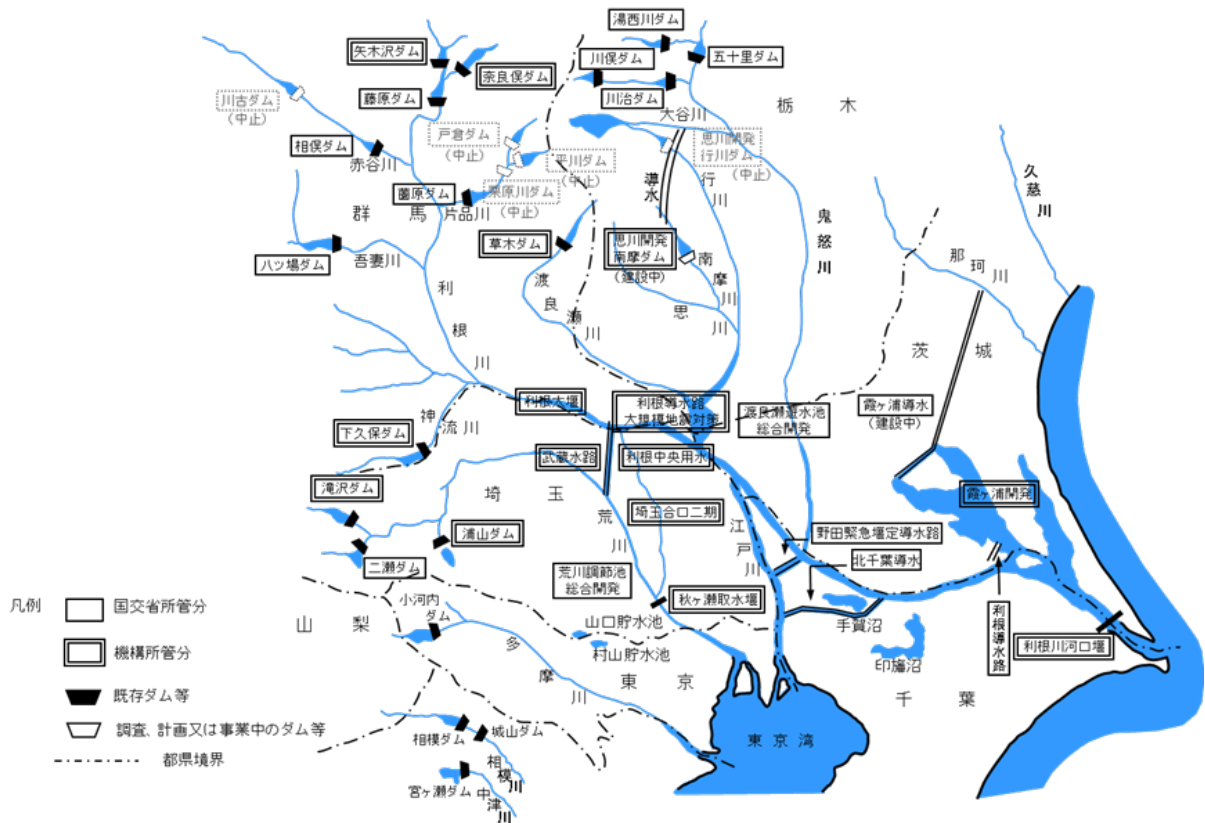 湯西川ダム
五十里ダム
川俣ダム
川治ダム
矢木沢ダム
奈良俣ダム
藤原ダム
川古ダム
(中止)
相俣ダム
赤谷川
戸倉ダム
(中止)
平川ダム
(中止)
栗原川ダム
(中止)
薗原ダム
片品川
大谷川
栃木
思川開発
行川ダム
(中止)
導水
行川
鬼怒川
久慈川
那珂川
群馬
八ッ場ダム
吾妻川
草木ダム
思川開発
南摩ダム
(建設中)
南摩川
思川
渡良瀬川
利根川
茨城
利根大堰
利根導水路
大規模地震対策
渡良瀬遊水池
総合開発
霞ヶ浦導水
(建設中)
神流川
下久保ダム
武蔵水路
利根中央用水
滝沢ダム
埼玉
荒川
浦山ダム
埼玉合口二期
江戸川
霞ヶ浦開発
野田緊急堰定導水路
北千葉導水
二瀬ダム
荒川調節池
総合開発
秋ヶ瀬取水堰
小河内
ダム
山口貯水池
村山貯水池
手賀沼
印旛沼
利根導水路
利根川河口堰
山梨
多摩川
東京
千葉
東京湾
相模ダム
城山ダム
相模川
宮ヶ瀬ダム
中津川
凡例
国交省所管分
機構所管分
既存ダム等
調査、計画又は事業中のダム等
都県境界